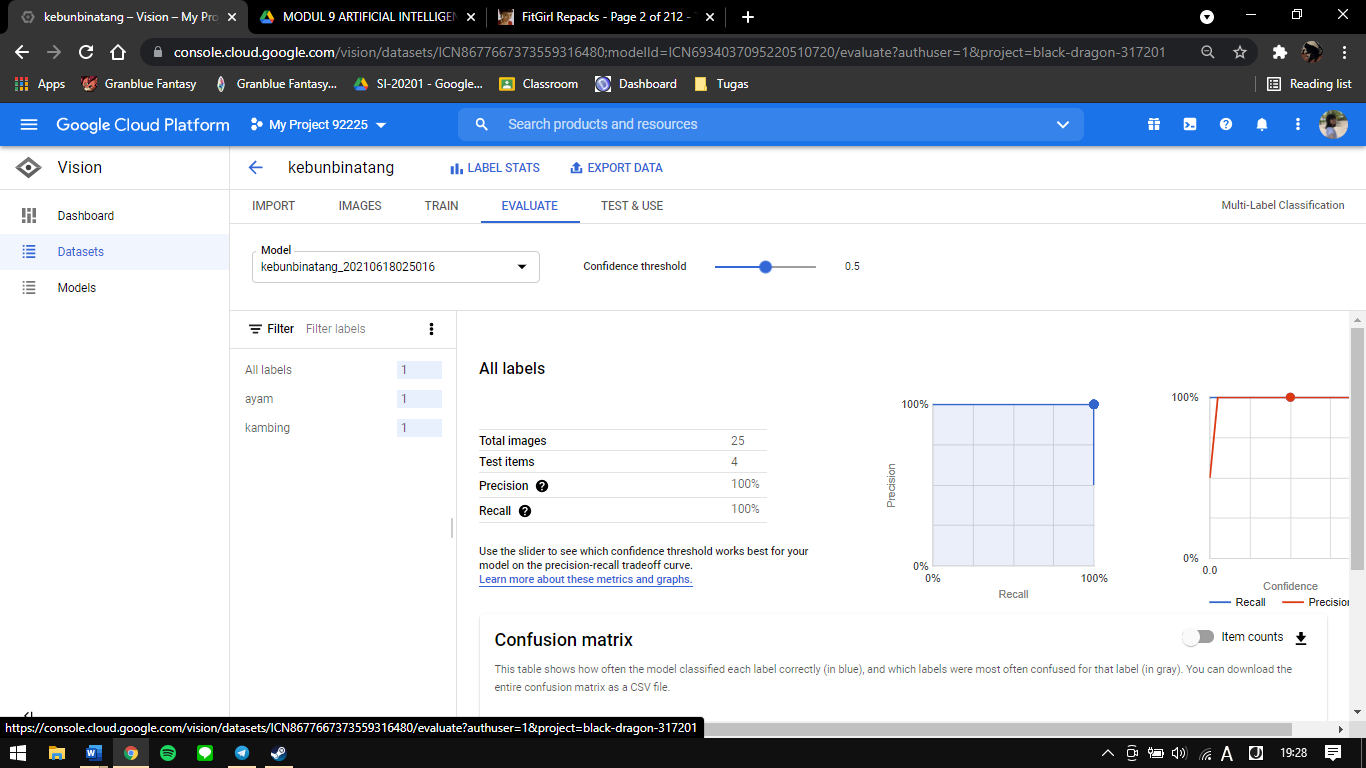 kebunbinatang – Vision – My Pro
MODUL 9 ARTIFICIAL INTELLIGEN
FitGirl Repacks - Page 2 of 212 -
console.cloud.google.com/vision/datasets/ICN8677667373559316480;modelId=ICN6934037095220510720/evaluate?authuser=1&project=black-dragon-317201
Apps
Granblue Fantasy
Granblue Fantasy...
SI-20201 - Google...
Classroom
Dashboard
Tugas
Reading list
Google Cloud Platform
My Project 92225
Search products and resources
Vision
kebunbinatang
LABEL STATS
EXPORT DATA
Dashboard
Datasets
Models
IMPORT
IMAGES
TRAIN
EVALUATE
TEST & USE
Multi-Label Classification
Model
kebunbinatang_20210618025016
Confidence threshold
0.5
Filter
Filter labels
All labels 1
ayam 1
kambing 1
All labels
Total images 25
Test items 4
Precision 100%
Recall 100%
Use the slider to see which confidence threshold works best for your
model on the precision-recall tradeoff curve.
Learn more about these metrics and graphs.
100%
Precision
0%
0%
100%
Recall
100%
0%
0.0
Confidence
Recall
Precision
Confusion matrix
Item counts
This table shows how often the model classified each label correctly (in blue), and which labels were most often confused for that label (in gray). You can download the
entire confusion matrix as a CSV file.
https://console.cloud.google.com/vision/datasets/ICN8677667373559316480/evaluate?authuser=1&project=black-dragon-317201
A
19:28